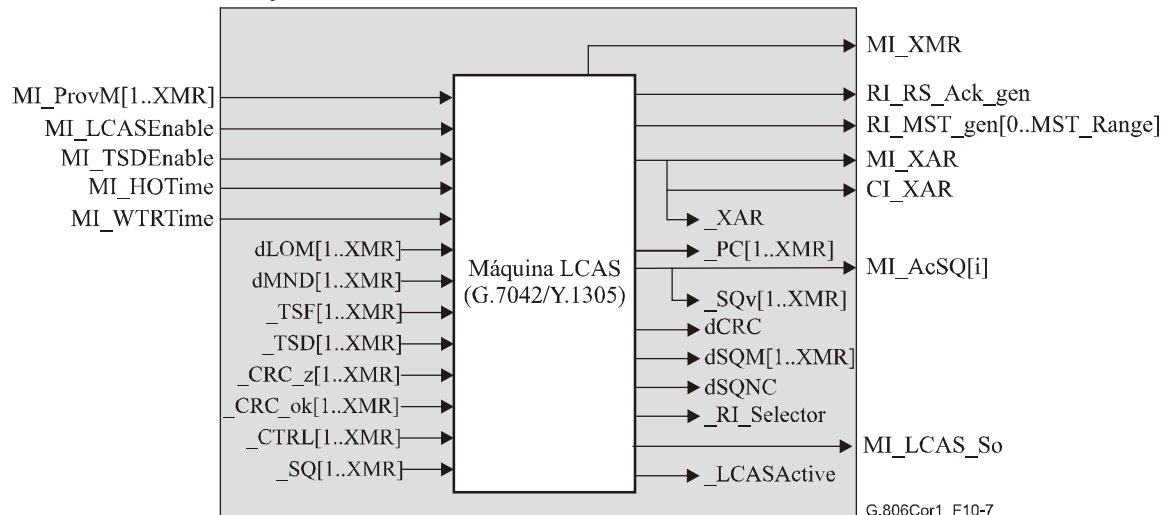 MI_XMR
MI_ProvM[1..XMR]
RI_RS_Ack_gen
MI_LCASEnable
RI_MST_gen[0..MST_Range]
MI_TSDEnable
MI_XAR
MI_HOTime
CI_XAR
MI_WTRTime
_XAR
dLOM[1..XMR]
_PC[1..XMR]
Máquina LCAS
(G.7042/Y.1305)
MI_AcSQ[i]
dMND[1..XMR]
_SQv[1..XMR]
_TSF[1..XMR]
dCRC
_TSD[1..XMR]
dSQM[1..XMR]
_CRC_z[1..XMR]
dSQNC
_CRC_ok[1..XMR]
_RI_Selector
_CTRL[1..XMR]
MI_LCAS_So
_SQ[1..XMR]
_LCASActive
G.806Cor1_F10-7